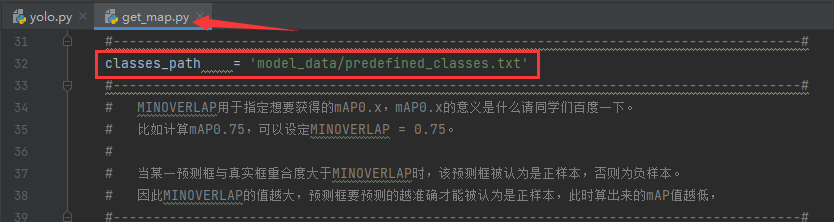 yolo.py × get_map.py ×
31 #---------------------------------------------------------------------#
32 classes_path    = 'model_data/predefined_classes.txt'
33 #---------------------------------------------------------------------#
34 #   MINOVERLAP用于指定想要获得的mAP0.x，mAP0.x的意义是什么请同学们百度一下。
35 #   比如计算mAP0.75，可以设定MINOVERLAP = 0.75。
36 #
37 #   当某一预测框与真实框重合度大于MINOVERLAP时，该预测框被认为是正样本，否则为负样本。
38 #   因此MINOVERLAP的值越大，预测框要预测的越准确才能被认为是正样本，此时算出来的mAP值越低，
39 #---------------------------------------------------------------------#